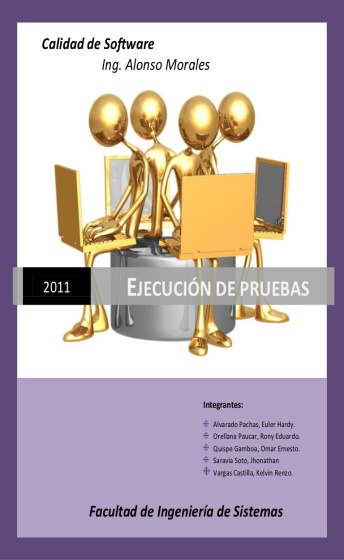 Calidad de Software
Ing. Alonso Morales
2011
EJECUCIÓN DE PRUEBAS
Integrantes:
Alvarado Pachas, Euler Hardy.
Orellana Paucar, Rony Eduardo.
Quispe Gamboa, Omar Ernesto.
Saravia Soto, Jhonathan
Vargas Castilla, Kelvin Renzo.
Facultad de Ingeniería de Sistemas